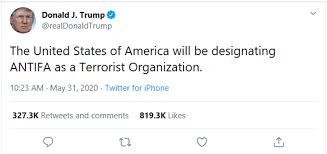 Donald J. Trump
@realDonaldTrump
The United States of America will be designating
ANTIFA as a Terrorist Organization.
10:23 AM · May 31, 2020 · Twitter for iPhone
327.3K Retweets and comments 819.3K Likes